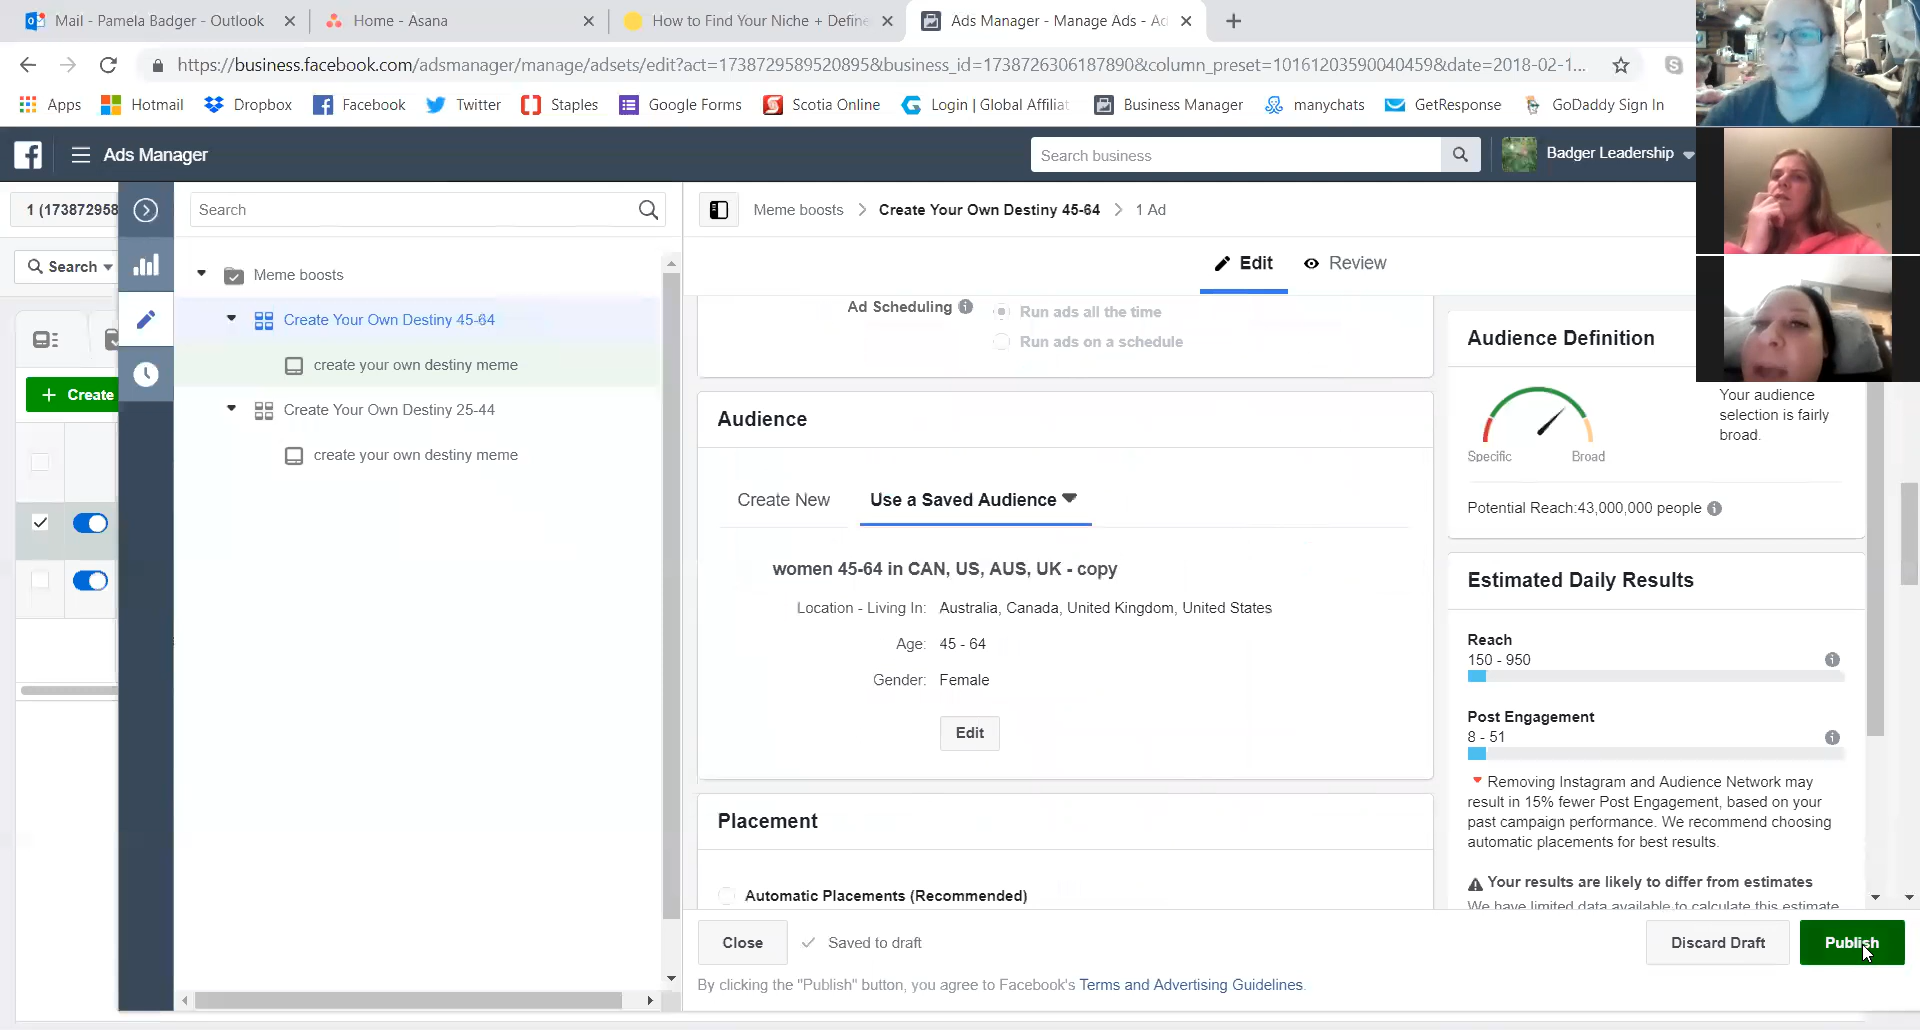 Mail - Pamela Badger - Outlook
Home - Asana
How to Find Your Niche + Define
Ads Manager - Manage Ads - Ad
https://business.facebook.com/adsmanager/manage/adsets/edit?act=1738729589520895&business_id=1738726306187890&column_preset=10161203590040459&date=2018-02-1...
Apps
Hotmail
Dropbox
Facebook
Twitter
Staples
Google Forms
Scotia Online
Login | Global Affiliat
Business Manager
manychats
GetResponse
GoDaddy Sign In
Ads Manager
Search business
Badger Leadership
1 (173872958
Search
Meme boosts
Create Your Own Destiny 45-64
1 Ad
Search
Edit
Review
Meme boosts
Create Your Own Destiny 45-64
create your own destiny meme
Create Your Own Destiny 25-44
create your own destiny meme
Create
Ad Scheduling
Run ads all the time
Run ads on a schedule
Audience
Create New
Use a Saved Audience
women 45-64 in CAN, US, AUS, UK - copy
Location - Living In: Australia, Canada, United Kingdom, United States
Age: 45 - 64
Gender: Female
Edit
Placement
Automatic Placements (Recommended)
Audience Definition
Your audience
selection is fairly
broad.
Specific
Broad
Potential Reach:43,000,000 people
Estimated Daily Results
Reach
150 - 950
Post Engagement
8 - 51
Removing Instagram and Audience Network may
result in 15% fewer Post Engagement, based on your
past campaign performance. We recommend choosing
automatic placements for best results.
Your results are likely to differ from estimates
We have limited data available to calculate this estimate
Close
Saved to draft
Discard Draft
Publish
By clicking the "Publish" button, you agree to Facebook's Terms and Advertising Guidelines.